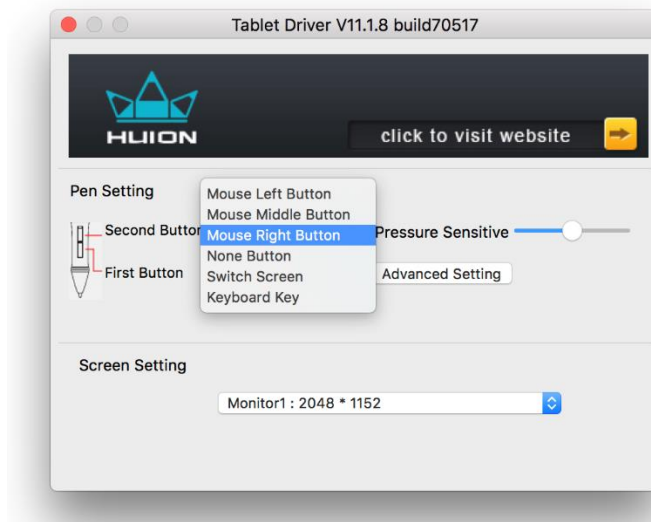 Tablet Driver V11.1.8 build70517
HUION
click to visit website
Pen Setting
Mouse Left Button
Mouse Middle Button
Second Button
Mouse Right Button
Pressure Sensitive
None Button
First Button
Switch Screen
Advanced Setting
Keyboard Key
Screen Setting
Monitor1 : 2048 * 1152